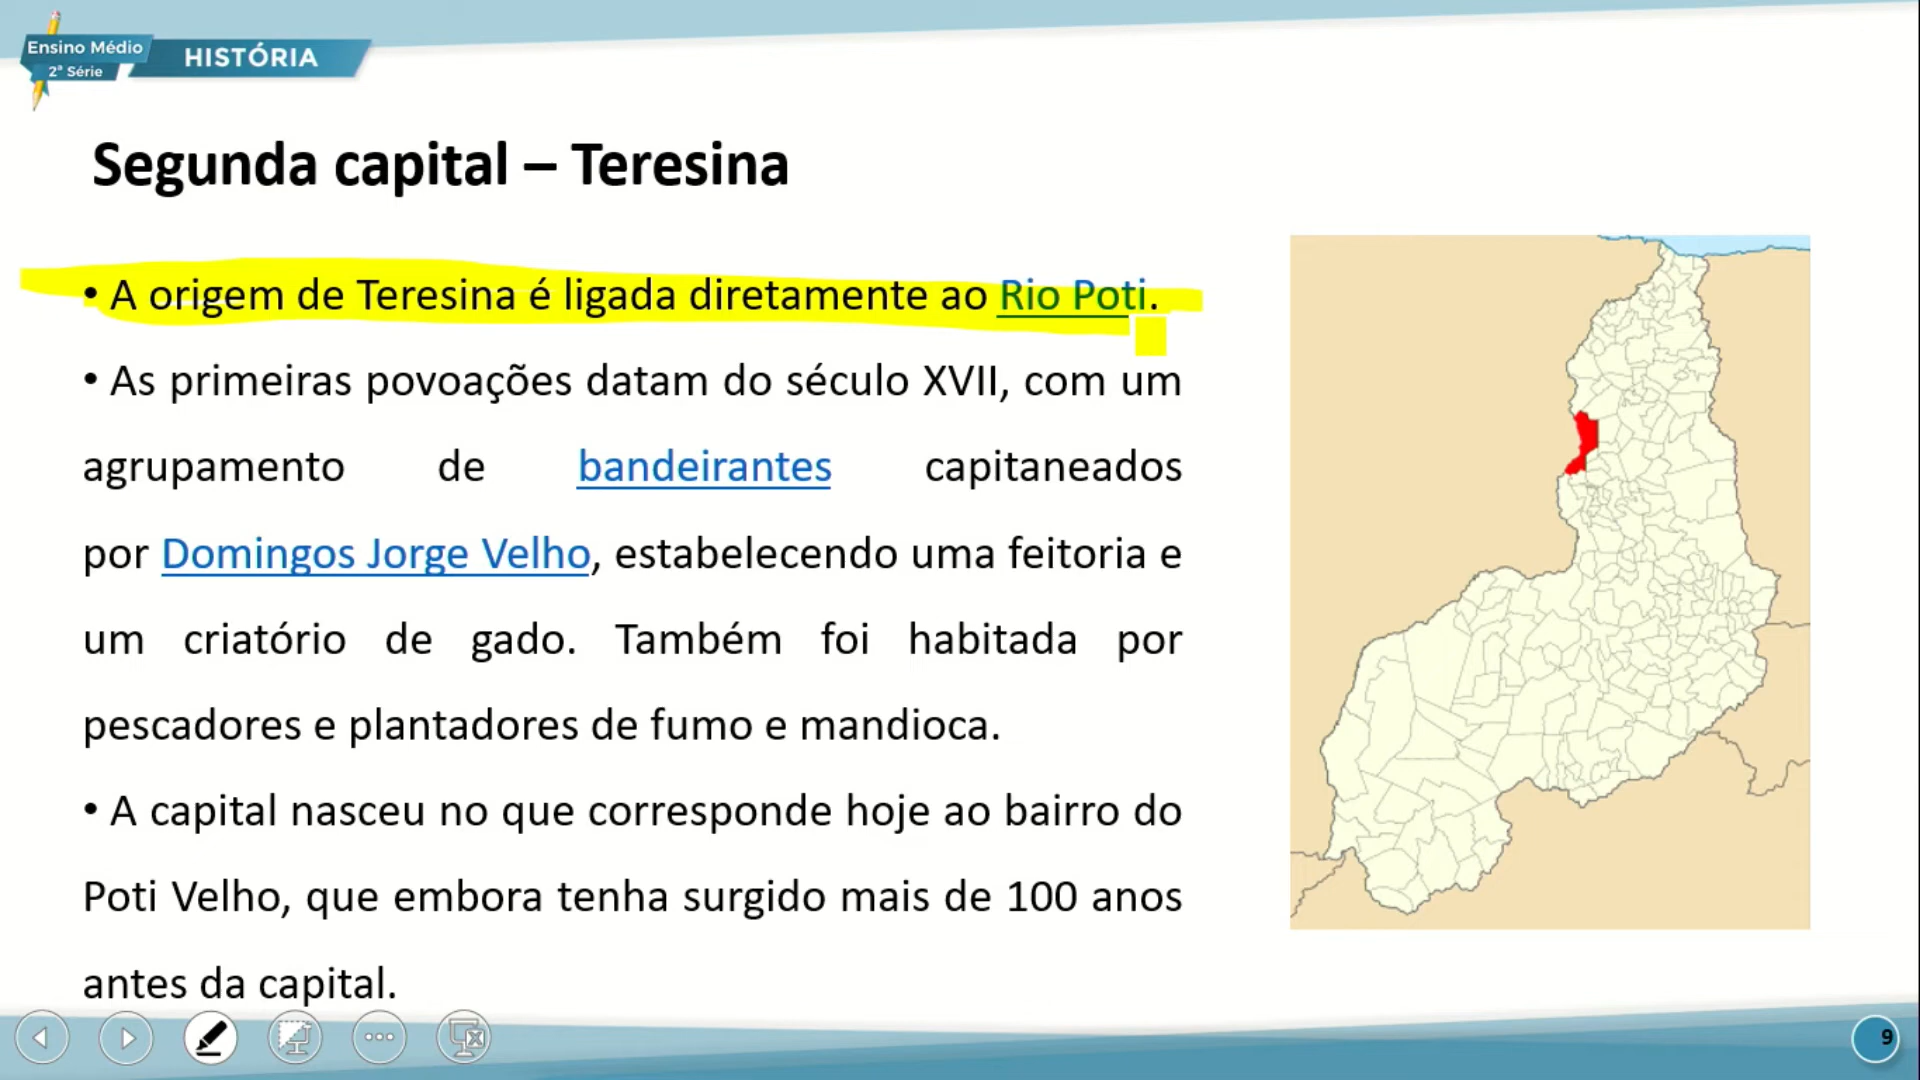 Ensino Médio
2ª Série
HISTÓRIA
Segunda capital – Teresina
• A origem de Teresina é ligada diretamente ao Rio Poti.
• As primeiras povoações datam do século XVII, com um
agrupamento de bandeirantes capitaneados
por Domingos Jorge Velho, estabelecendo uma feitoria e
um criatório de gado. Também foi habitada por
pescadores e plantadores de fumo e mandioca.
• A capital nasceu no que corresponde hoje ao bairro do
Poti Velho, que embora tenha surgido mais de 100 anos
antes da capital.
9